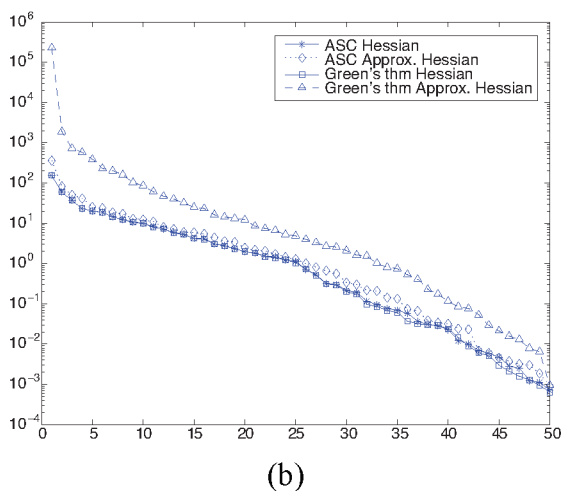 10^6
10^5
10^4
10^3
10^2
10^1
10^0
10^-1
10^-2
10^-3
10^-4
ASC Hessian
ASC Approx. Hessian
Green's thm Hessian
Green's thm Approx. Hessian
0 5 10 15 20 25 30 35 40 45 50
(b)